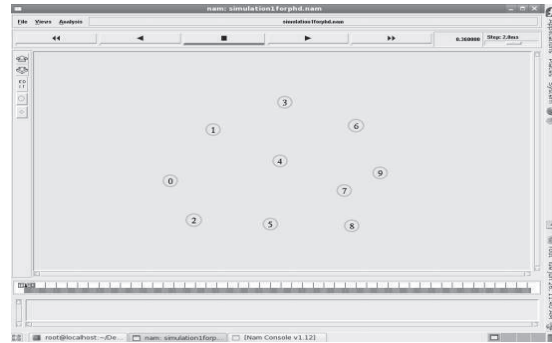 nam: simulation1forphd.nam
File Views Analysis simulation1forphd.nam
0.360000 Step: 2.0ms
3
1
6
4
9
0
7
2
5
8
root@localhost:~/De... nam: simulation1forp... [Nam Console v1.12]